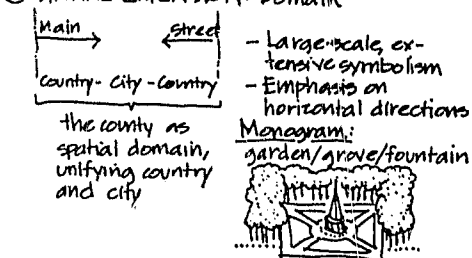 Domain
Main
Street
Country - City - Country
the county as
spatial domain,
unifying country
and city
- Large-scale, ex-
tensive symbolism
- Emphasis on
horizontal directions
Monogram:
garden/grove/fountain